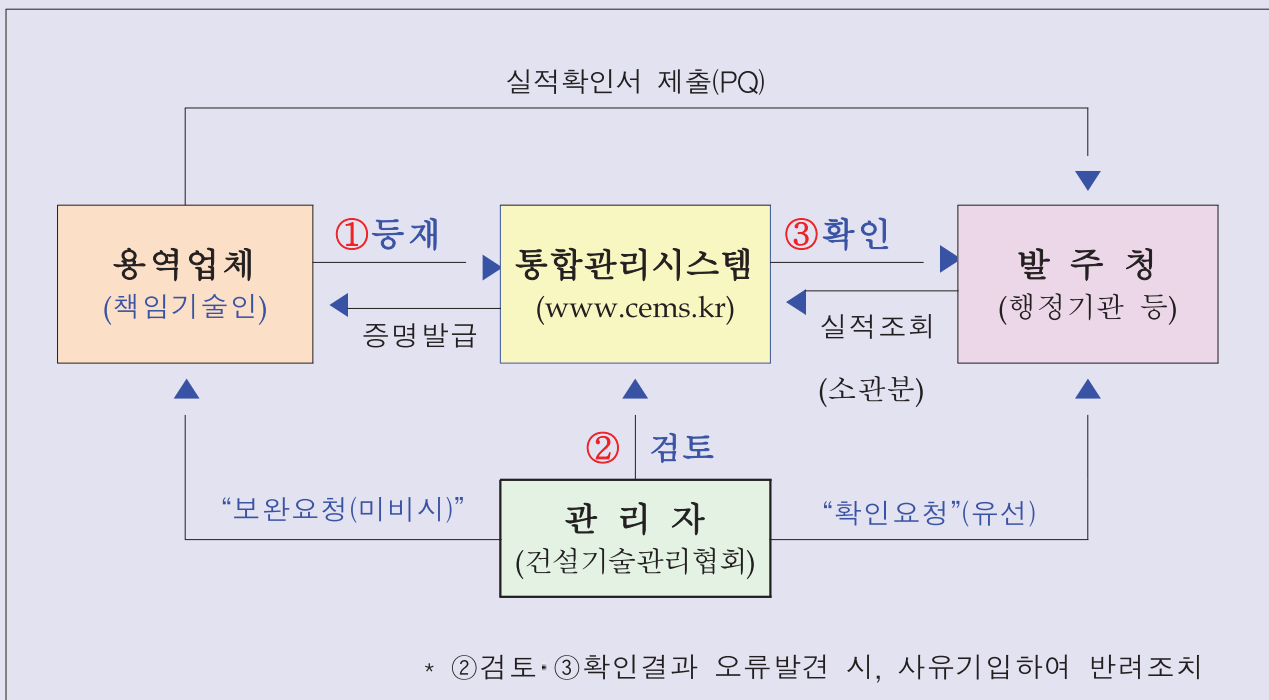 실적확인서 제출(PQ)
①등재
③확인
용역업체
(책임기술인)
통합관리시스템
(www.cems.kr)
발 주 청
(행정기관 등)
증명발급
실적조회
(소관분)
② 검토
“보완요청(미비시)”
“확인요청”(유선)
관 리 자
(건설기술관리협회)
* ②검토·③확인결과 오류발견 시, 사유기입하여 반려조치